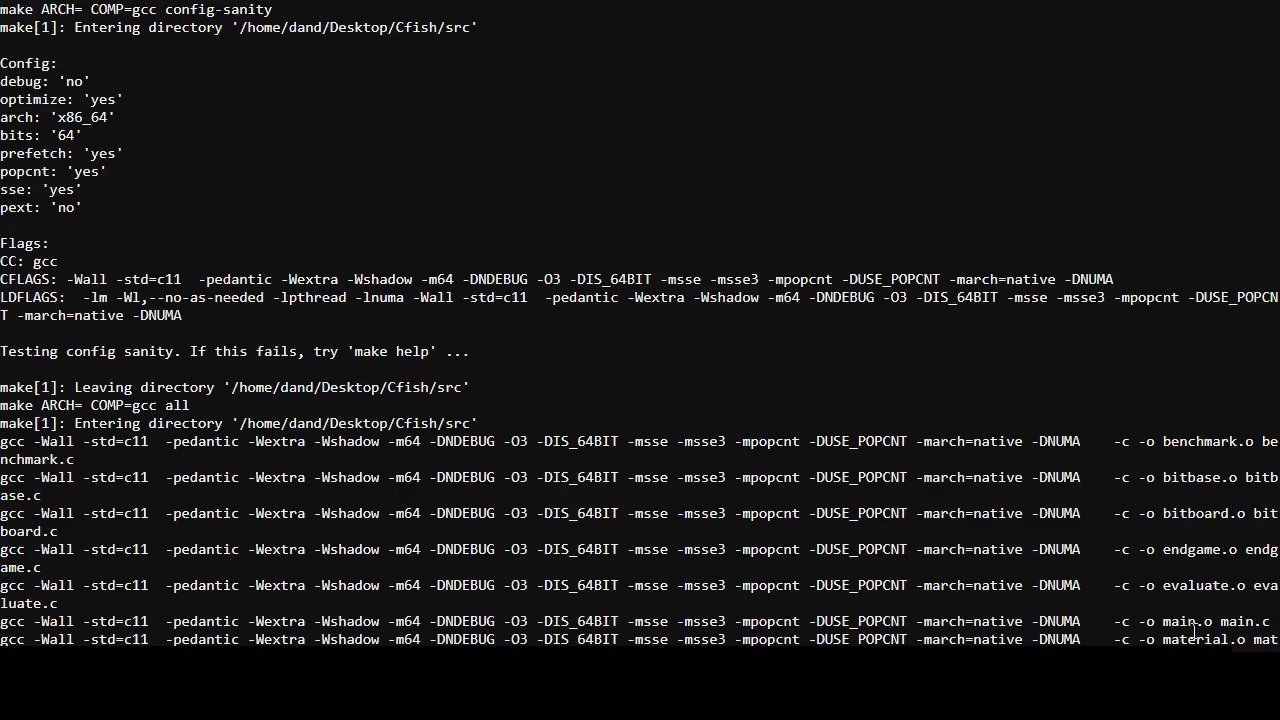 make ARCH= COMP=gcc config-sanity
make[1]: Entering directory '/home/dand/Desktop/Cfish/src'
Config:
debug: 'no'
optimize: 'yes'
arch: 'x86_64'
bits: '64'
prefetch: 'yes'
popcnt: 'yes'
sse: 'yes'
pext: 'no'
Flags:
CC: gcc
CFLAGS: -Wall -std=c11  -pedantic -Wextra -Wshadow -m64 -DNDEBUG -O3 -DIS_64BIT -msse -msse3 -mpopcnt -DUSE_POPCNT -march=native -DNUMA
LDFLAGS:  -lm -Wl,--no-as-needed -lpthread -lnuma -Wall -std=c11  -pedantic -Wextra -Wshadow -m64 -DNDEBUG -O3 -DIS_64BIT -msse -msse3 -mpopcnt -DUSE_POPCN
T -march=native -DNUMA
Testing config sanity. If this fails, try 'make help' ...
make[1]: Leaving directory '/home/dand/Desktop/Cfish/src'
make ARCH= COMP=gcc all
make[1]: Entering directory '/home/dand/Desktop/Cfish/src'
gcc -Wall -std=c11  -pedantic -Wextra -Wshadow -m64 -DNDEBUG -O3 -DIS_64BIT -msse -msse3 -mpopcnt -DUSE_POPCNT -march=native -DNUMA    -c -o benchmark.o be
nchmark.c
gcc -Wall -std=c11  -pedantic -Wextra -Wshadow -m64 -DNDEBUG -O3 -DIS_64BIT -msse -msse3 -mpopcnt -DUSE_POPCNT -march=native -DNUMA    -c -o bitbase.o bitb
ase.c
gcc -Wall -std=c11  -pedantic -Wextra -Wshadow -m64 -DNDEBUG -O3 -DIS_64BIT -msse -msse3 -mpopcnt -DUSE_POPCNT -march=native -DNUMA    -c -o bitboard.o bit
board.c
gcc -Wall -std=c11  -pedantic -Wextra -Wshadow -m64 -DNDEBUG -O3 -DIS_64BIT -msse -msse3 -mpopcnt -DUSE_POPCNT -march=native -DNUMA    -c -o endgame.o endg
ame.c
gcc -Wall -std=c11  -pedantic -Wextra -Wshadow -m64 -DNDEBUG -O3 -DIS_64BIT -msse -msse3 -mpopcnt -DUSE_POPCNT -march=native -DNUMA    -c -o evaluate.o eva
luate.c
gcc -Wall -std=c11  -pedantic -Wextra -Wshadow -m64 -DNDEBUG -O3 -DIS_64BIT -msse -msse3 -mpopcnt -DUSE_POPCNT -march=native -DNUMA    -c -o main.o main.c
gcc -Wall -std=c11  -pedantic -Wextra -Wshadow -m64 -DNDEBUG -O3 -DIS_64BIT -msse -msse3 -mpopcnt -DUSE_POPCNT -march=native -DNUMA    -c -o material.o mat